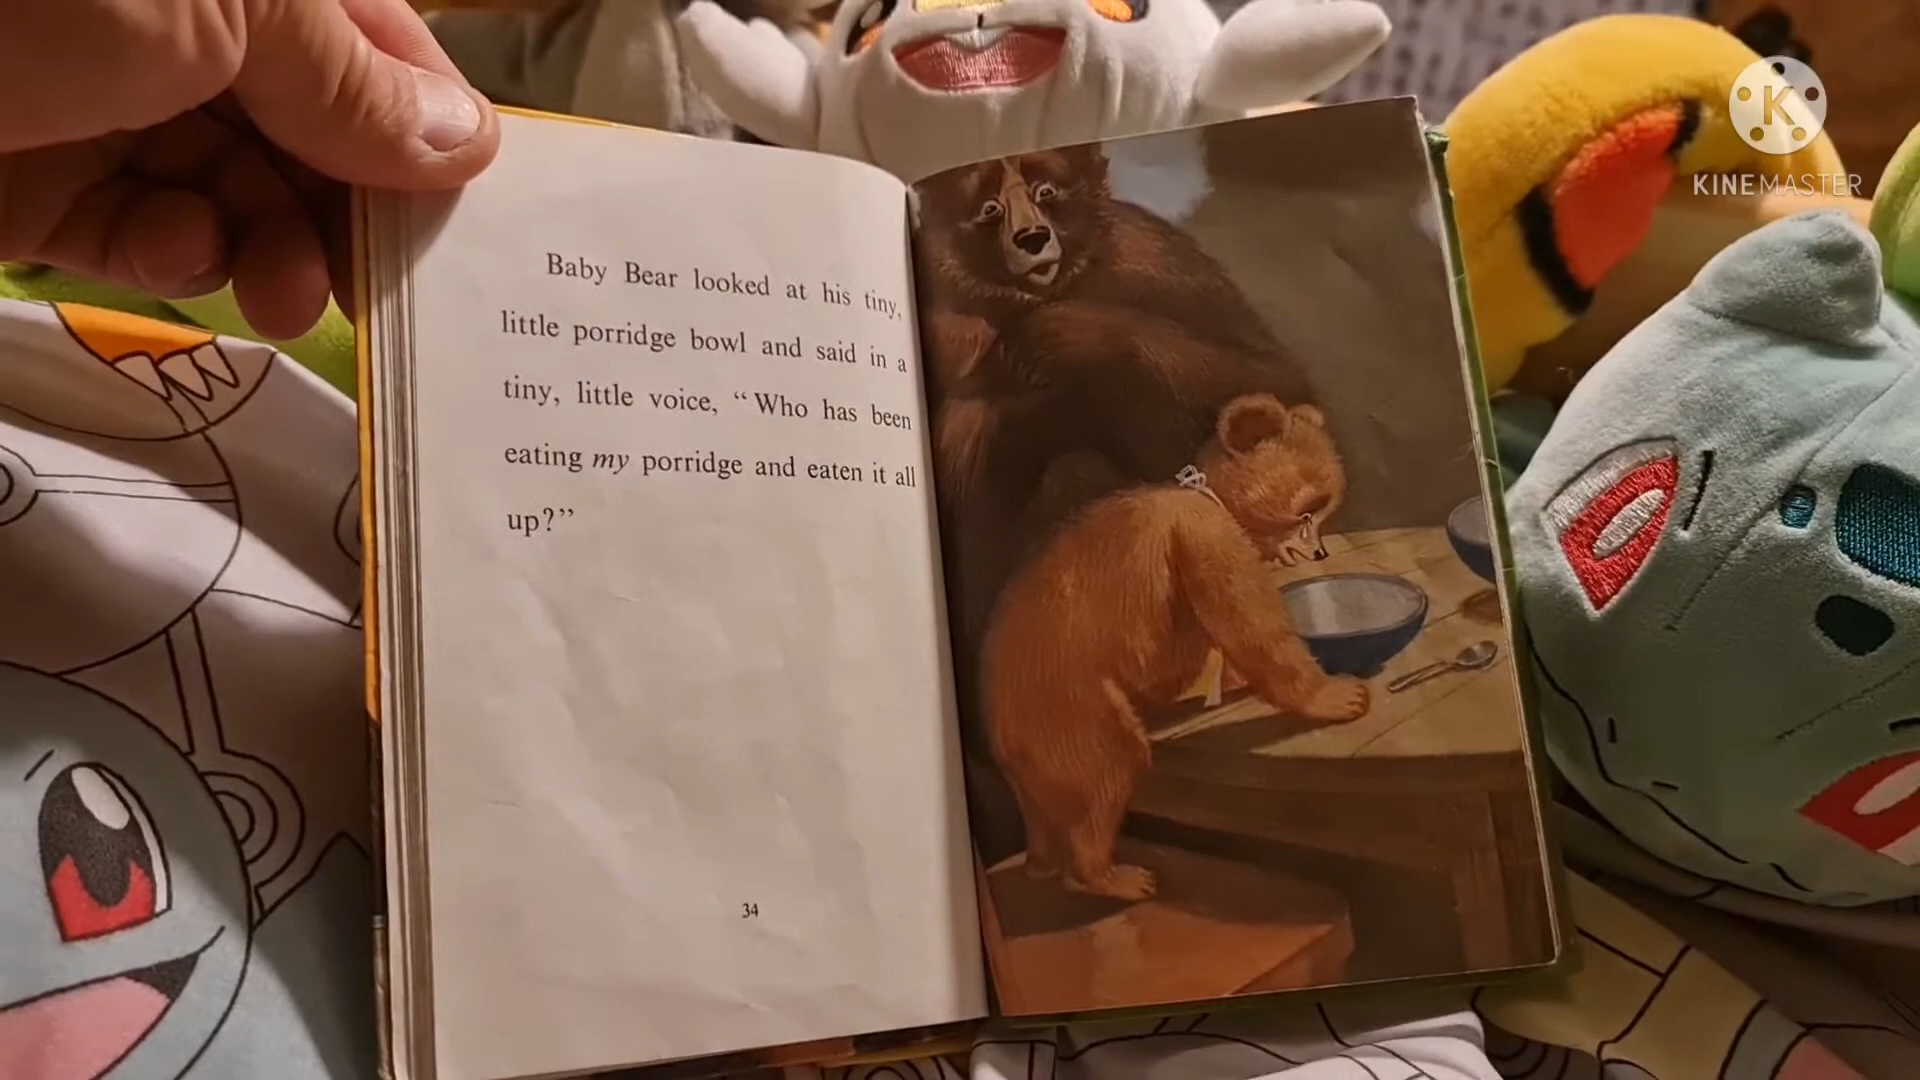 Baby Bear looked at his tiny,
little porridge bowl and said in a
tiny, little voice, “Who has been
eating my porridge and eaten it all
up?”
34
K
KINEMASTER